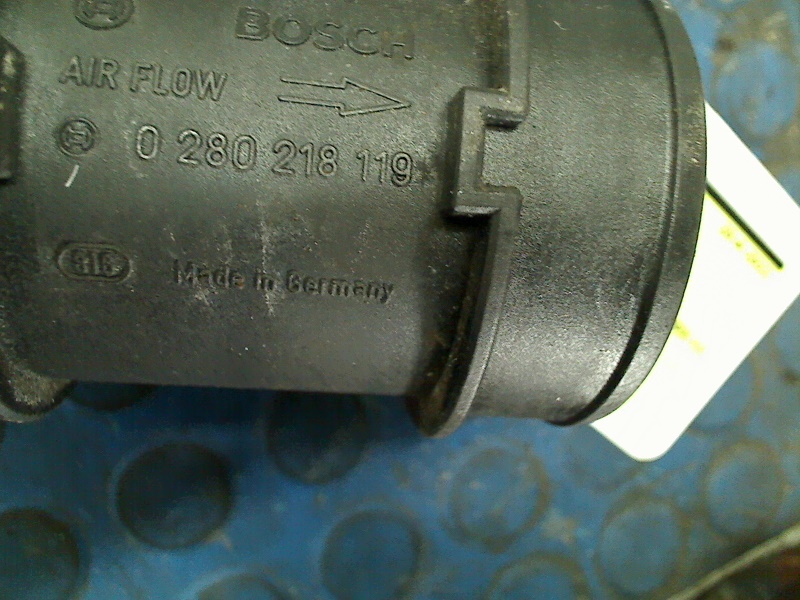 BOSCH
AIR FLOW
0 280 218 119
Made in Germany